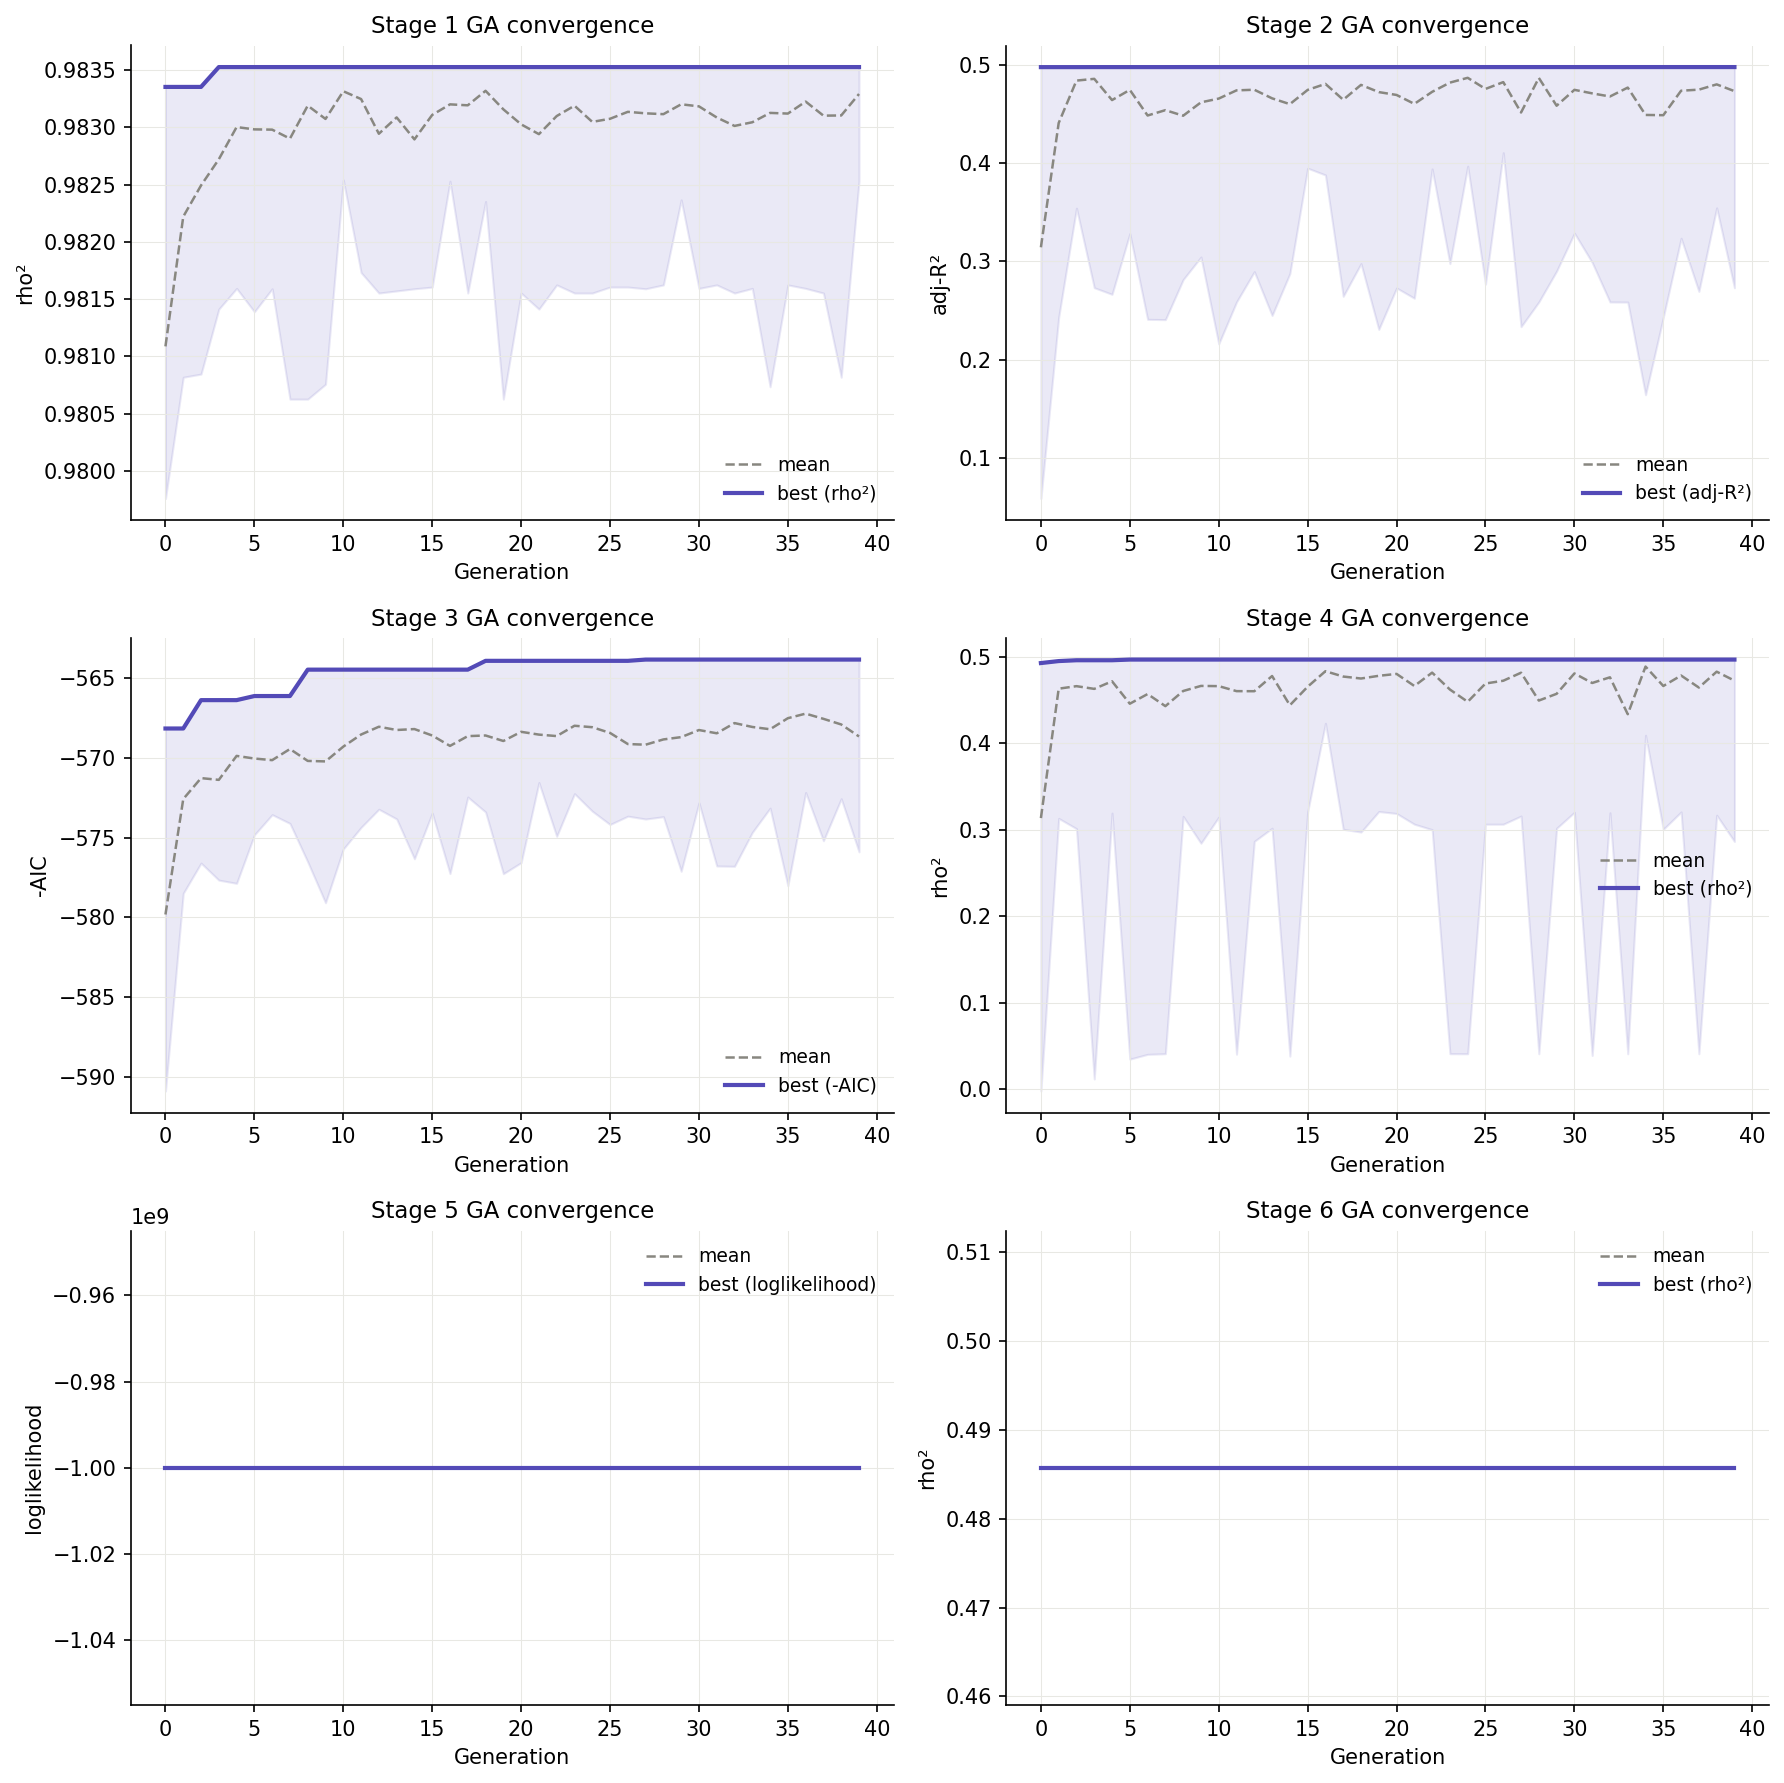 Stage 1 GA convergence
rho²
0.9835
0.9830
0.9825
0.9820
0.9815
0.9810
0.9805
0.9800
mean
best (rho²)
0 5 10 15 20 25 30 35 40
Generation
Stage 2 GA convergence
adj-R²
0.5
0.4
0.3
0.2
0.1
mean
best (adj-R²)
0 5 10 15 20 25 30 35 40
Generation
Stage 3 GA convergence
-AIC
−565
−570
−575
−580
−585
−590
mean
best (-AIC)
0 5 10 15 20 25 30 35 40
Generation
Stage 4 GA convergence
rho²
0.5
0.4
0.3
0.2
0.1
0.0
mean
best (rho²)
0 5 10 15 20 25 30 35 40
Generation
Stage 5 GA convergence
1e9
loglikelihood
−0.96
−0.98
−1.00
−1.02
−1.04
mean
best (loglikelihood)
0 5 10 15 20 25 30 35 40
Generation
Stage 6 GA convergence
rho²
0.51
0.50
0.49
0.48
0.47
0.46
mean
best (rho²)
0 5 10 15 20 25 30 35 40
Generation